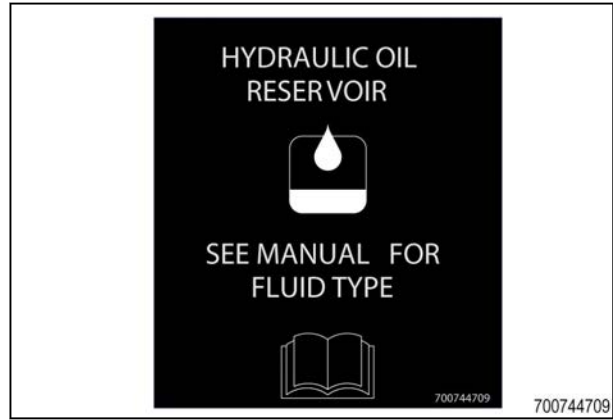 HYDRAULIC OIL
RESERVOIR
SEE MANUAL FOR
FLUID TYPE
700744709
700744709